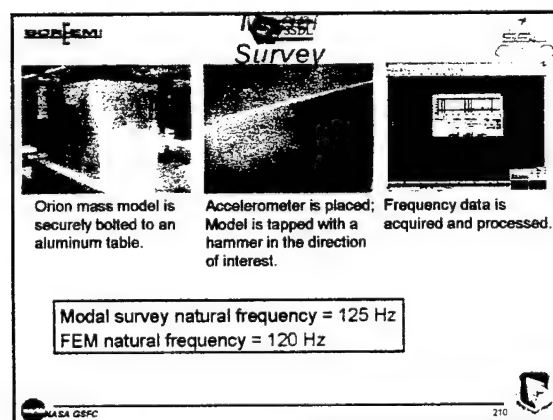 Survey
Orion mass model is
securely bolted to an
aluminum table.
Accelerometer is placed;
Model is tapped with a
hammer in the direction
of interest.
Frequency data is
acquired and processed.
Modal survey natural frequency = 125 Hz
FEM natural frequency = 120 Hz
NASA GSFC
210